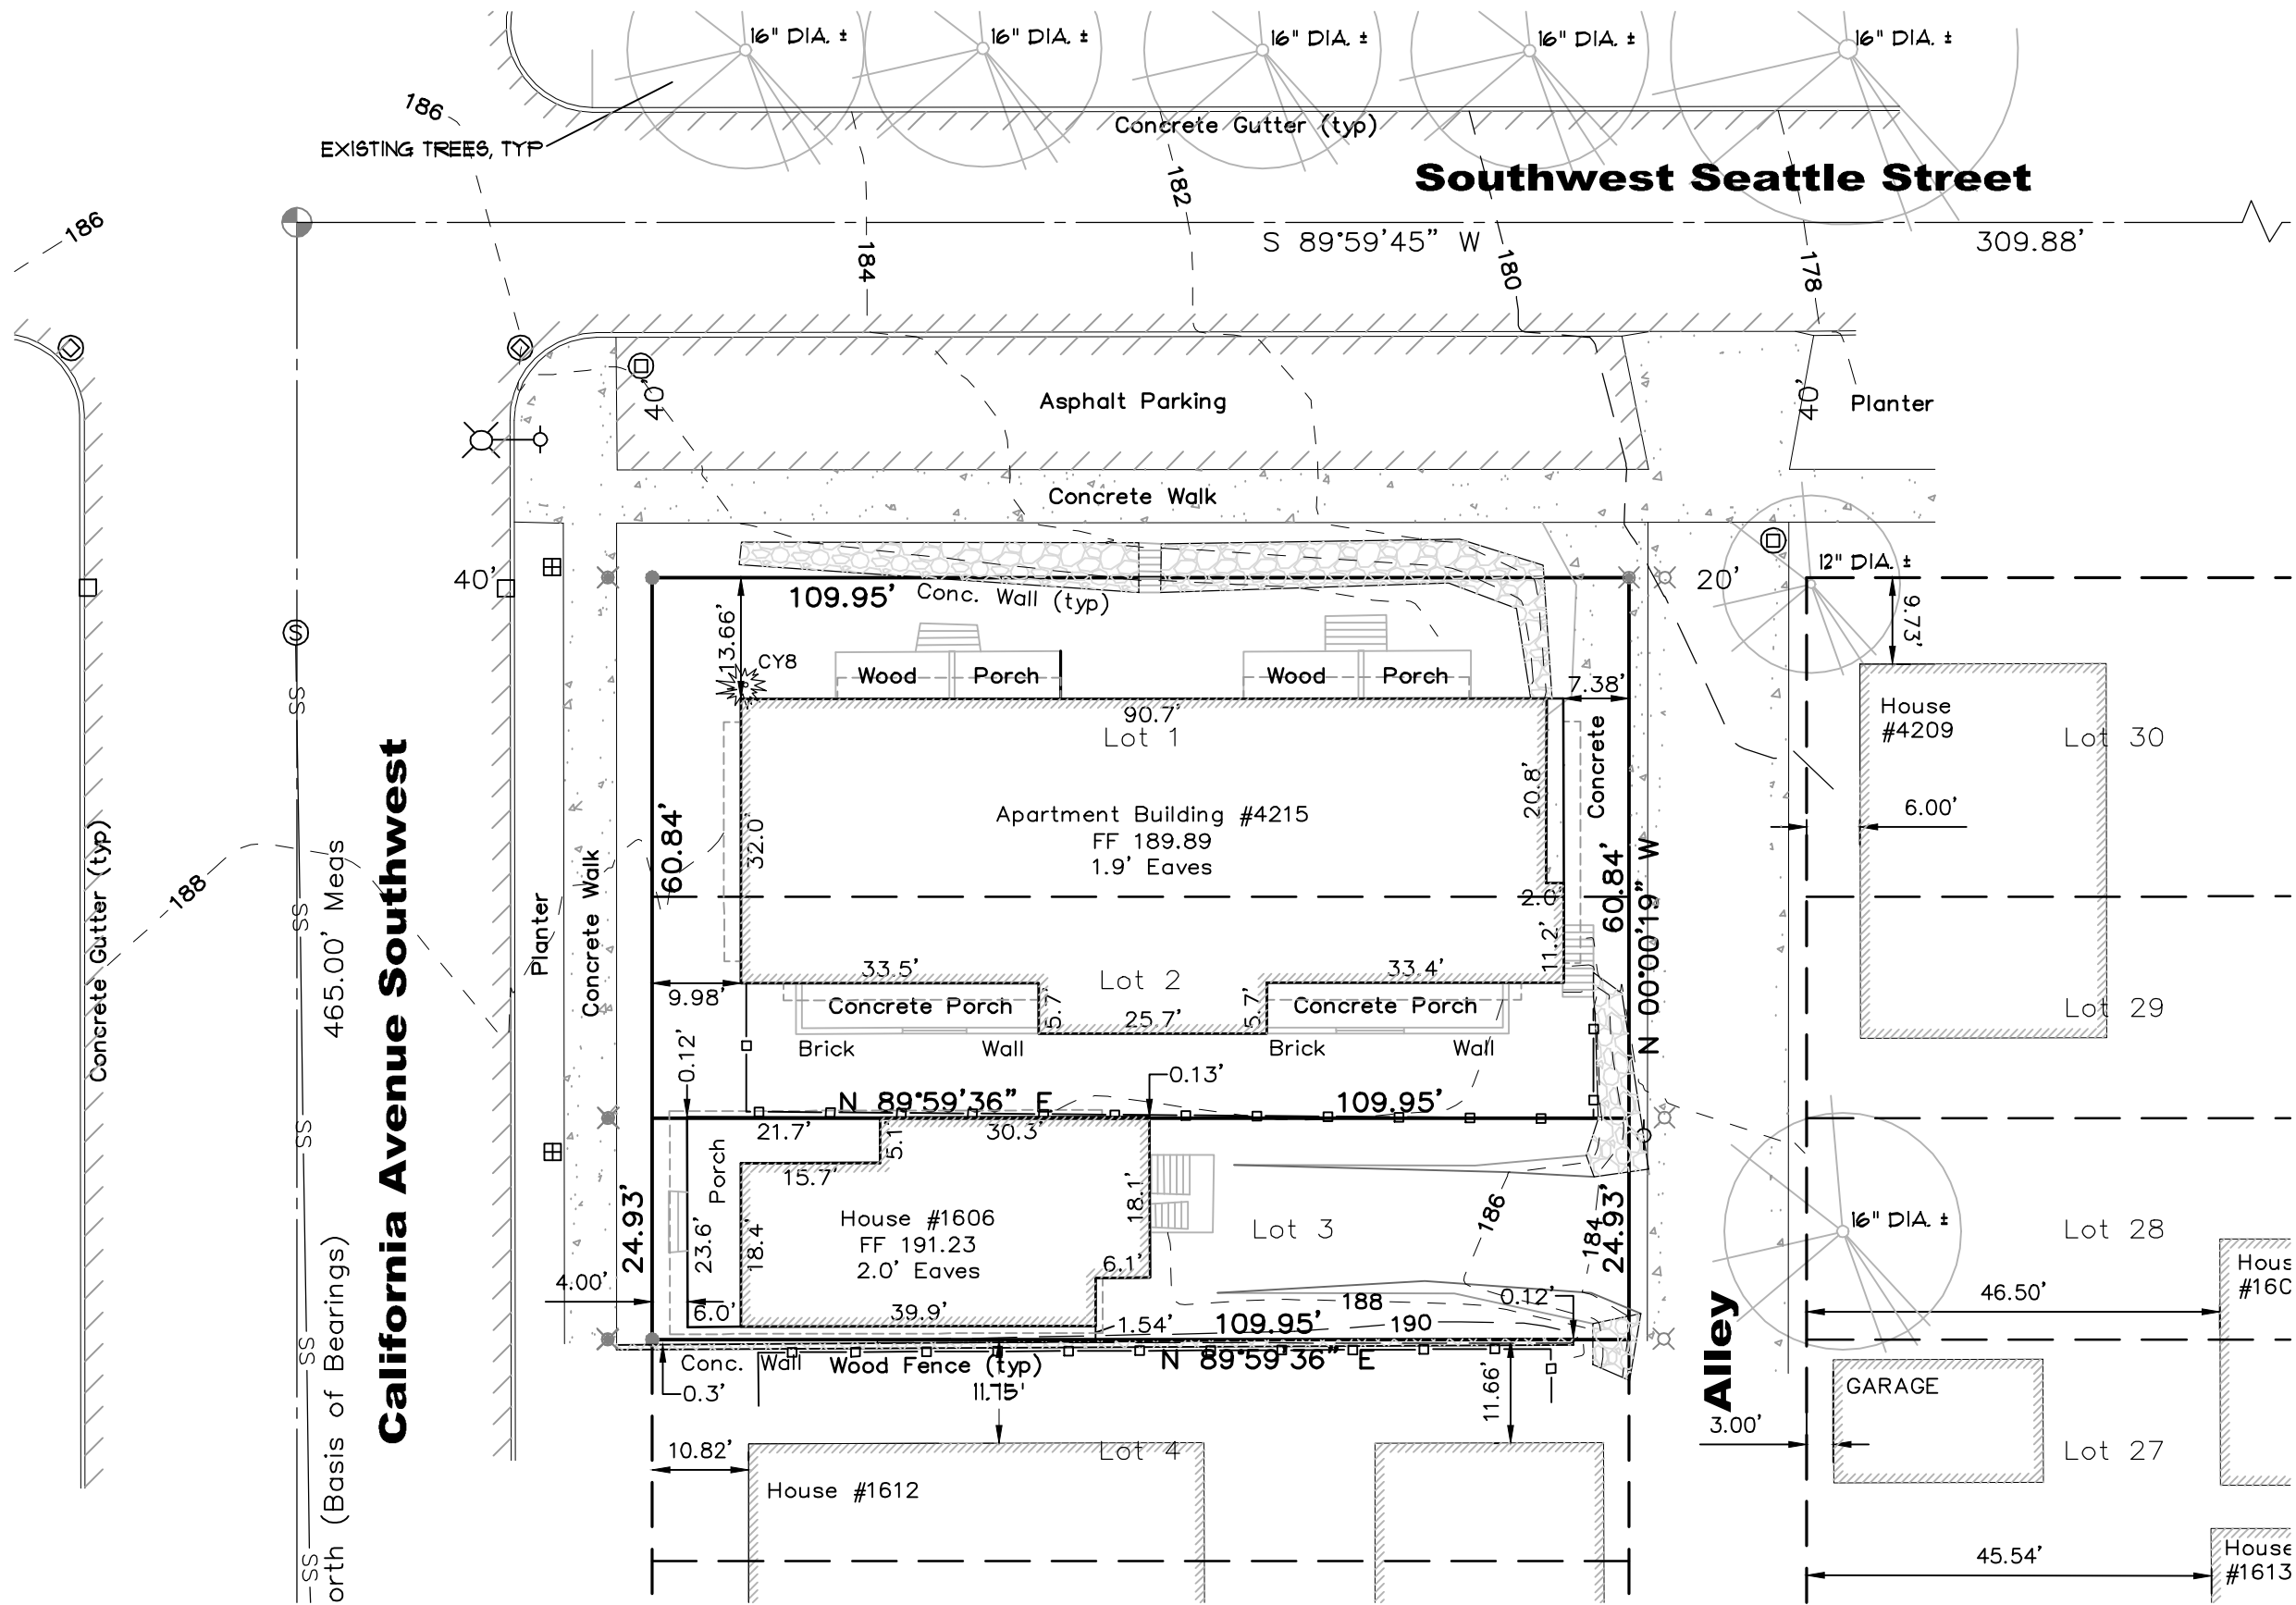 16" DIA. ±
16" DIA. ±
16" DIA. ±
16" DIA. ±
16" DIA. ±
186
EXISTING TREES, TYP
Concrete Gutter (typ)
Southwest Seattle Street
182
186
184
S 89°59'45" W
180
178
309.88'
40'
Asphalt Parking
40'
Planter
Concrete Walk
12" DIA. ±
40'
20'
109.95'
Conc. Wall (typ)
13.66'
9.73'
S
CY8
Wood Porch
Wood Porch
7.38'
SS
90.7'
Lot 1
House
#4209
Lot 30
Concrete
20.8'
Apartment Building #4215
FF 189.89
1.9' Eaves
6.00'
60.84'
32.0'
60.84'
Concrete Gutter (typ)
188
465.00' Meas
California Avenue Southwest
Planter
Concrete Walk
SS
2.0'
11.2'
N 00°00'19" W
33.5'
Lot 2
33.4'
9.98'
Concrete Porch
5.7'
25.7'
5.7'
Concrete Porch
Lot 29
Brick Wall
Brick Wall
0.12'
0.13'
N 89°59'36" E
109.95'
SS
21.7'
5.1'
30.3'
Porch
15.7'
18.1'
24.93'
23.6'
18.4'
House #1606
FF 191.23
2.0' Eaves
Lot 3
186
184
24.93'
16" DIA. ±
Lot 28
6.1'
4.00'
6.0'
39.9'
1.54'
109.95'
188
190
0.12'
46.50'
SS
orth (Basis of Bearings)
Conc. Wall
Wood Fence (typ)
N 89°59'36" E
0.3'
11.75'
11.66'
Alley
GARAGE
3.00'
10.82'
Lot 4
Lot 27
House #1612
45.54'
House
#1613
SS